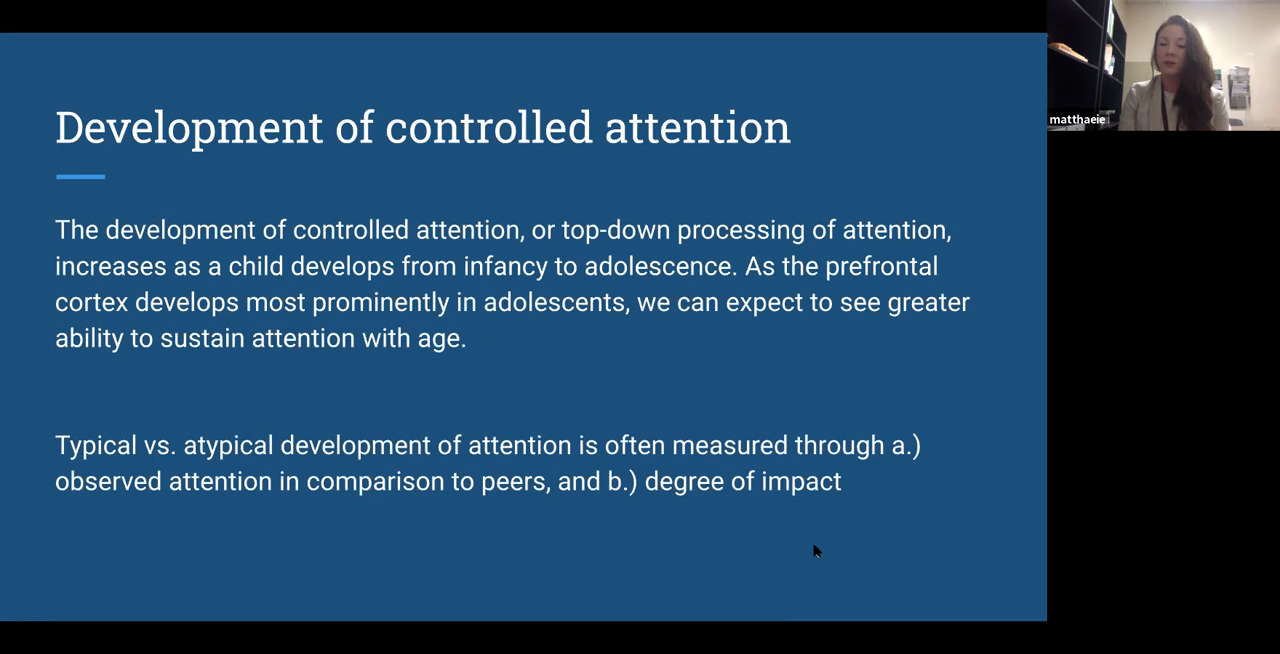 Development of controlled attention
The development of controlled attention, or top-down processing of attention,
increases as a child develops from infancy to adolescence. As the prefrontal
cortex develops most prominently in adolescents, we can expect to see greater
ability to sustain attention with age.
Typical vs. atypical development of attention is often measured through a.)
observed attention in comparison to peers, and b.) degree of impact
matthaeie